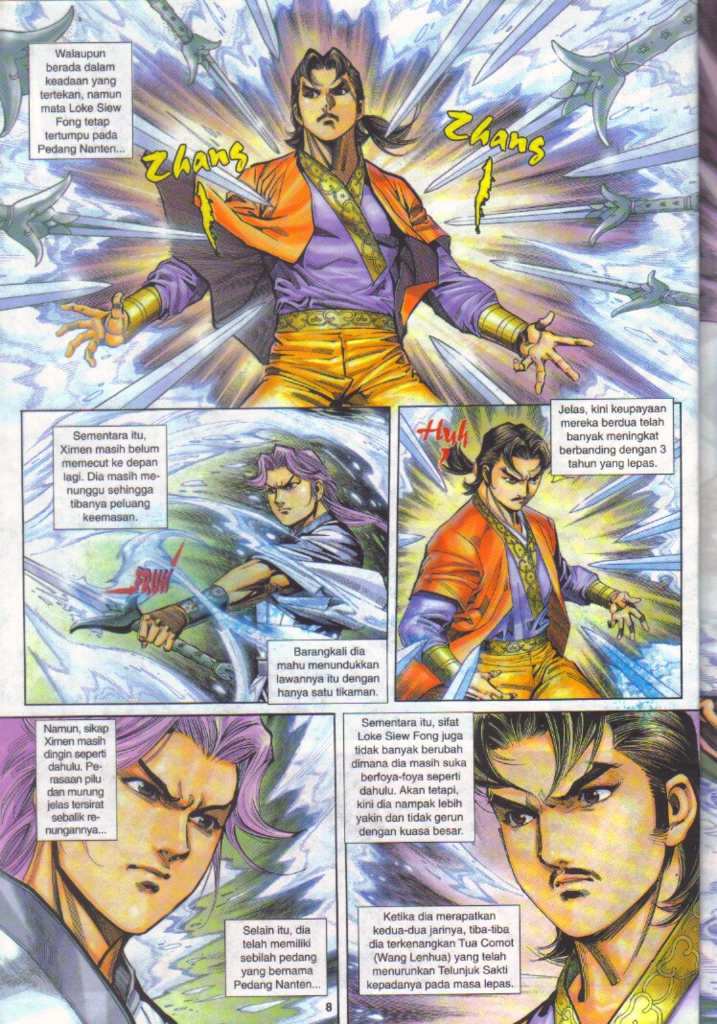 Walaupun
berada dalam
keadaan yang
tertekan, namun
mata Loke Siew
Fong tetap
tertumpu pada
Pedang Nanten...
Zhang
Zhang
Sementara itu,
Ximen masih belum
memecut ke depan
lagi. Dia masih me-
nunggu sehingga
tibanya peluang
keemasan.
FRUH
Barangkali dia
mahu menundukkan
lawannya itu dengan
hanya satu tikaman.
Huh
Jelas, kini keupayaan
mereka berdua telah
banyak meningkat
berbanding dengan 3
tahun yang lepas.
Namun, sikap
Ximen masih
dingin seperti
dahulu. Pe-
rasaan pilu
dan murung
jelas tersirat
sebalik re-
nungannya...
Selain itu, dia
telah memiliki
sebilah pedang
yang bernama
Pedang Nanten...
Sementara itu, sifat
Loke Siew Fong juga
tidak banyak berubah
dimana dia masih suka
berfoya-foya seperti
dahulu. Akan tetapi,
kini dia nampak lebih
yakin dan tidak gerun
dengan kuasa besar.
Ketika dia merapatkan
kedua-dua jarinya, tiba-tiba
dia terkenangkan Tua Comot
(Wang Lenhua) yang telah
menurunkan Telunjuk Sakti
kepadanya pada masa lepas.
8